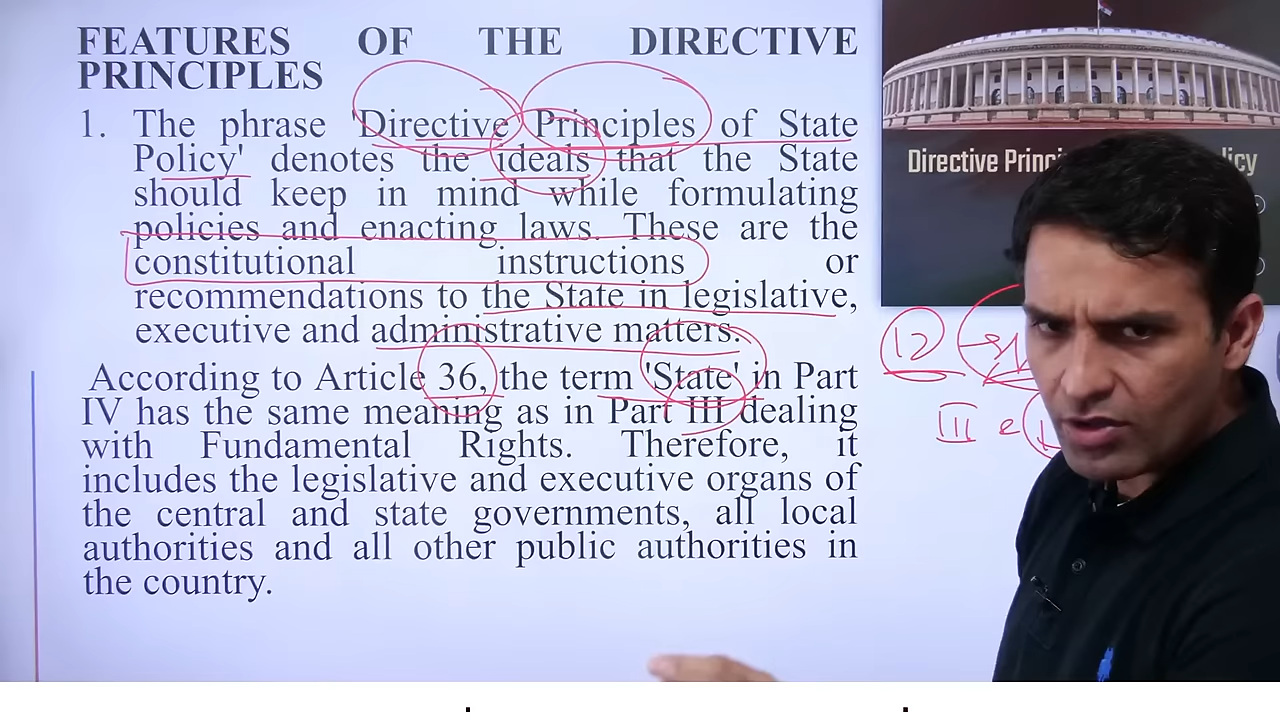 FEATURES OF THE DIRECTIVE
PRINCIPLES
1. The phrase 'Directive Principles of State
Policy' denotes the ideals that the State
should keep in mind while formulating
policies and enacting laws. These are the
constitutional instructions or
recommendations to the State in legislative,
executive and administrative matters.
According to Article 36, the term 'State' in Part
IV has the same meaning as in Part III dealing
with Fundamental Rights. Therefore, it
includes the legislative and executive organs of
the central and state governments, all local
authorities and all other public authorities in
the country.
Directive
12
III